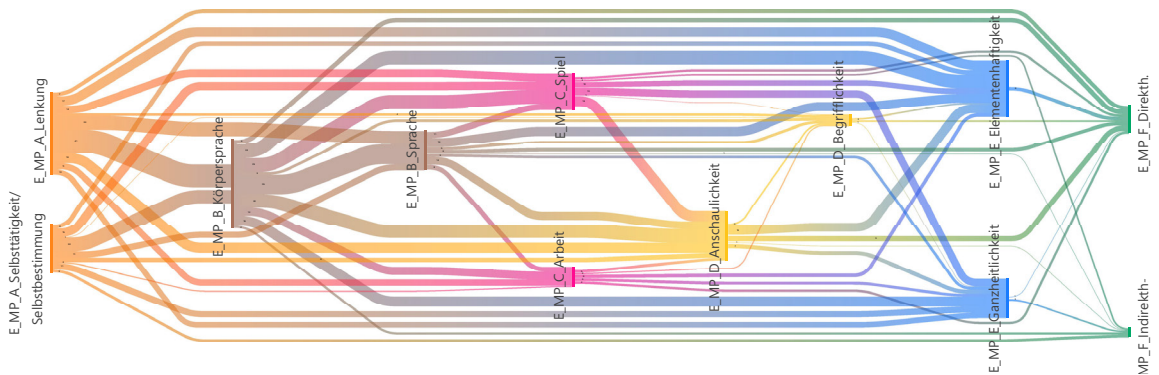 E_MP_A_Lenkung
E_MP_A_Selbsttätigkeit/
Selbstbestimmung
E_MP_B_Körpersprache
E_MP_B_Sprache
E_MP_C_Spiel
E_MP_C_Arbeit
E_MP_D_Anschaulichkeit
E_MP_D_Begrifflichkeit
E_MP_E_Elementenhaftigkeit
E_MP_E_Ganzheitlichkeit
E_MP_F_Direkth.
MP_F_Indirekth-